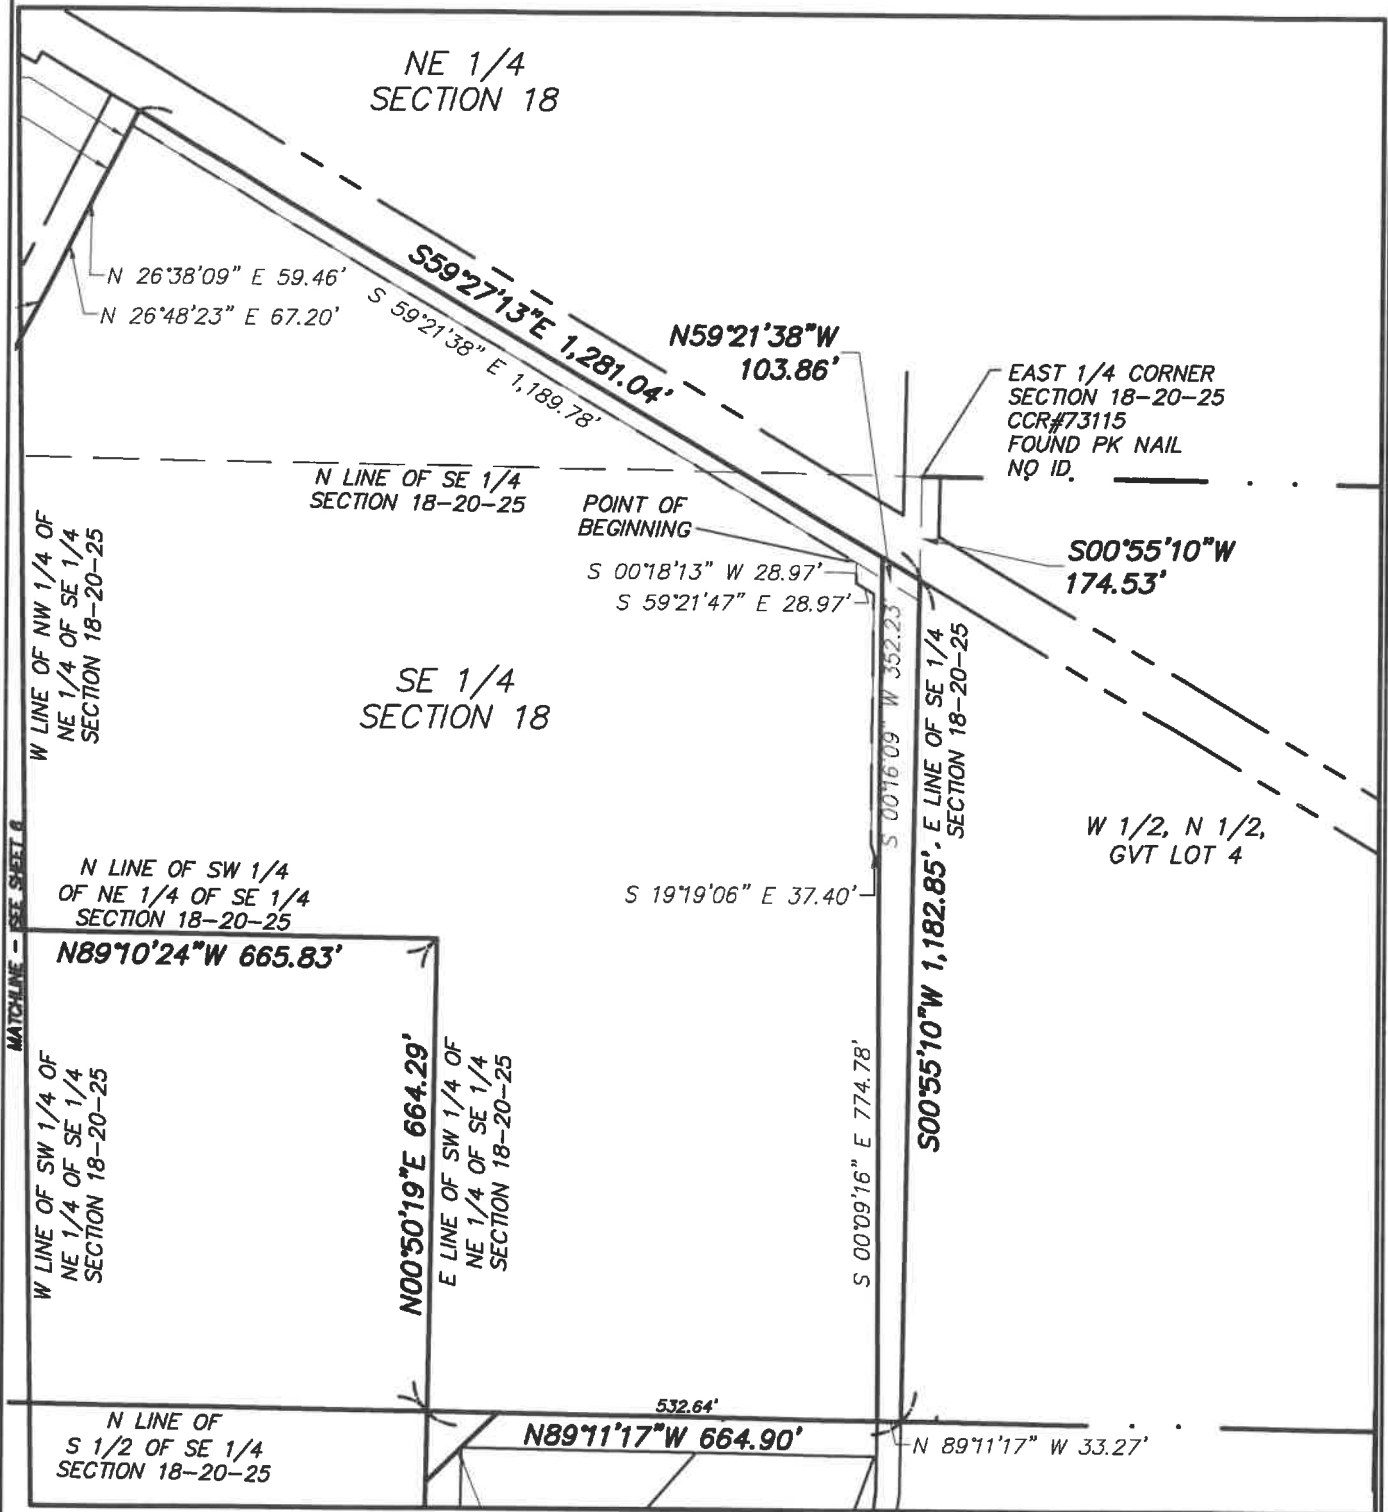 NE 1/4
SECTION 18
N 26°38'09" E 59.46'
N 26°48'23" E 67.20'
S59°27'13"E 1,281.04'
S 59°21'38" E 1,189.78'
N59°21'38"W
103.86'
EAST 1/4 CORNER
SECTION 18-20-25
CCR#73115
FOUND PK NAIL
NO ID.
N LINE OF SE 1/4
SECTION 18-20-25
POINT OF
BEGINNING
S00°55'10"W
174.53'
S 00°18'13" W 28.97'
S 59°21'47" E 28.97'
W LINE OF NW 1/4 OF
NE 1/4 OF SE 1/4
SECTION 18-20-25
SE 1/4
SECTION 18
S 00°16'09" W 352.23'
E LINE OF SE 1/4
SECTION 18-20-25
W 1/2, N 1/2,
GVT LOT 4
N LINE OF SW 1/4
OF NE 1/4 OF SE 1/4
SECTION 18-20-25
S 19°19'06" E 37.40'
MATCHLINE - SEE SHEET 6
N89°10'24"W 665.83'
S00°55'10"W 1,182.85'
W LINE OF SW 1/4 OF
NE 1/4 OF SE 1/4
SECTION 18-20-25
N00°50'19"E 664.29'
E LINE OF SW 1/4 OF
NE 1/4 OF SE 1/4
SECTION 18-20-25
S 00°09'16" E 774.78'
N LINE OF
S 1/2 OF SE 1/4
SECTION 18-20-25
532.64'
N89°11'17"W 664.90'
N 89°11'17" W 33.27'